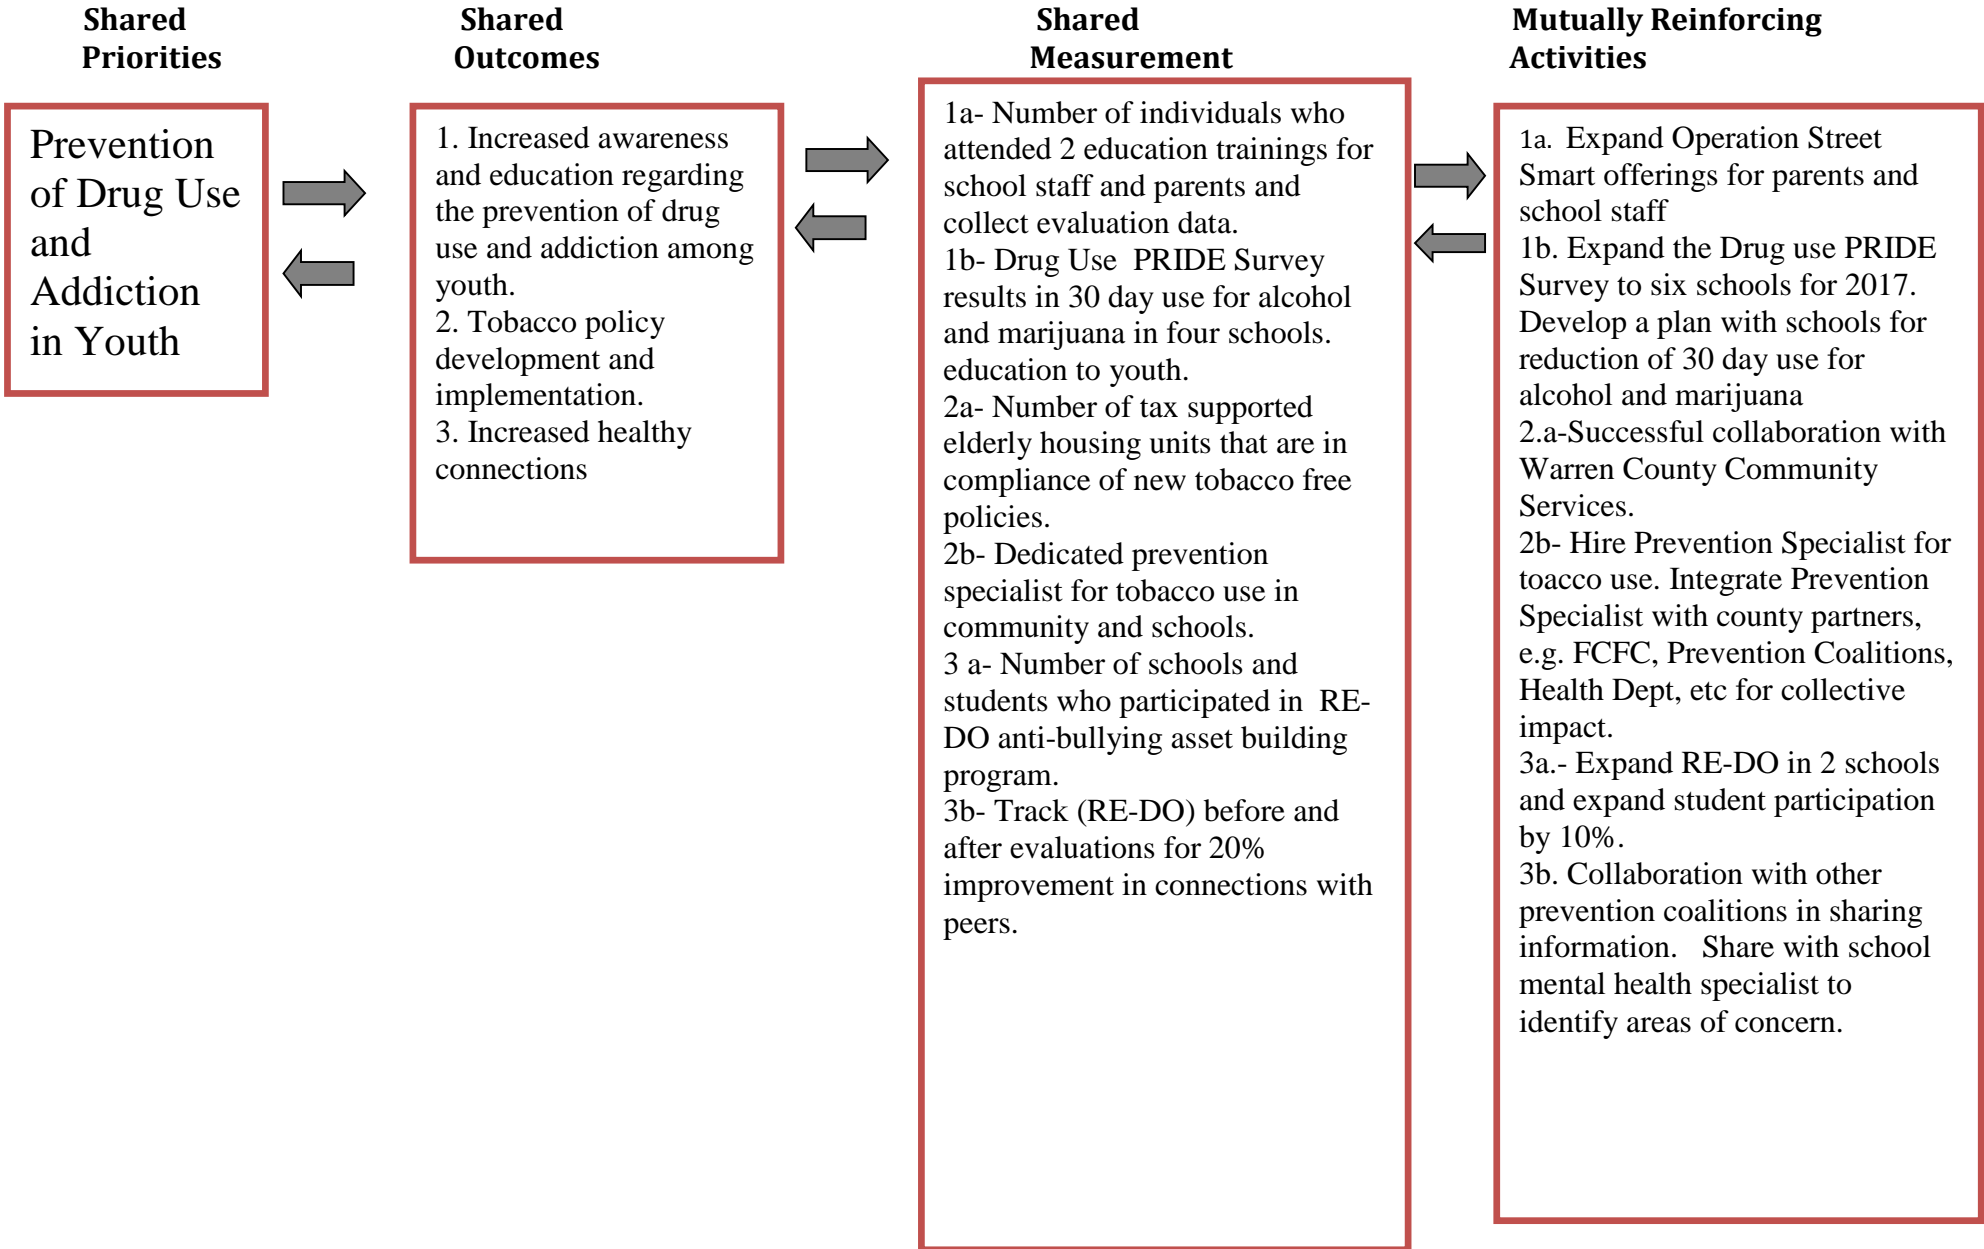 Shared
Priorities
Prevention
of Drug Use
and
Addiction
in Youth
Shared
Outcomes
1. Increased awareness
and education regarding
the prevention of drug
use and addiction among
youth.
2. Tobacco policy
development and
implementation.
3. Increased healthy
connections
Shared
Measurement
1a- Number of individuals who
attended 2 education trainings for
school staff and parents and
collect evaluation data.
1b- Drug Use  PRIDE Survey
results in 30 day use for alcohol
and marijuana in four schools.
education to youth.
2a- Number of tax supported
elderly housing units that are in
compliance of new tobacco free
policies.
2b- Dedicated prevention
specialist for tobacco use in
community and schools.
3 a- Number of schools and
students who participated in  RE-
DO anti-bullying asset building
program.
3b- Track (RE-DO) before and
after evaluations for 20%
improvement in connections with
peers.
Mutually Reinforcing
Activities
1a.  Expand Operation Street
Smart offerings for parents and
school staff
1b. Expand the Drug use PRIDE
Survey to six schools for 2017.
Develop a plan with schools for
reduction of 30 day use for
alcohol and marijuana
2.a-Successful collaboration with
Warren County Community
Services.
2b- Hire Prevention Specialist for
toacco use. Integrate Prevention
Specialist with county partners,
e.g. FCFC, Prevention Coalitions,
Health Dept, etc for collective
impact.
3a.- Expand RE-DO in 2 schools
and expand student participation
by 10%.
3b. Collaboration with other
prevention coalitions in sharing
information.   Share with school
mental health specialist to
identify areas of concern.